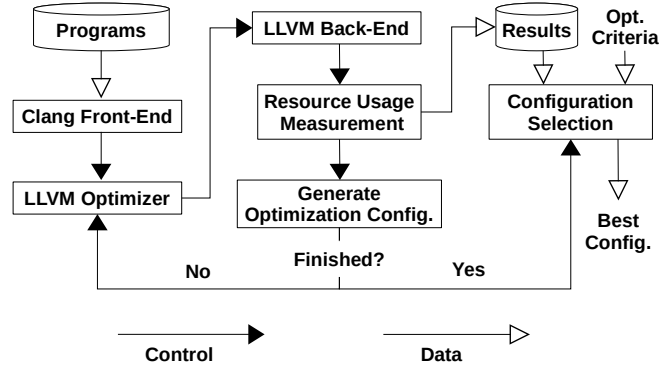 Programs
LLVM Back-End
Results
Opt.
Criteria
Clang Front-End
Resource Usage
Measurement
Configuration
Selection
LLVM Optimizer
Generate
Optimization Config.
Best
Config.
Finished?
No
Yes
Control
Data